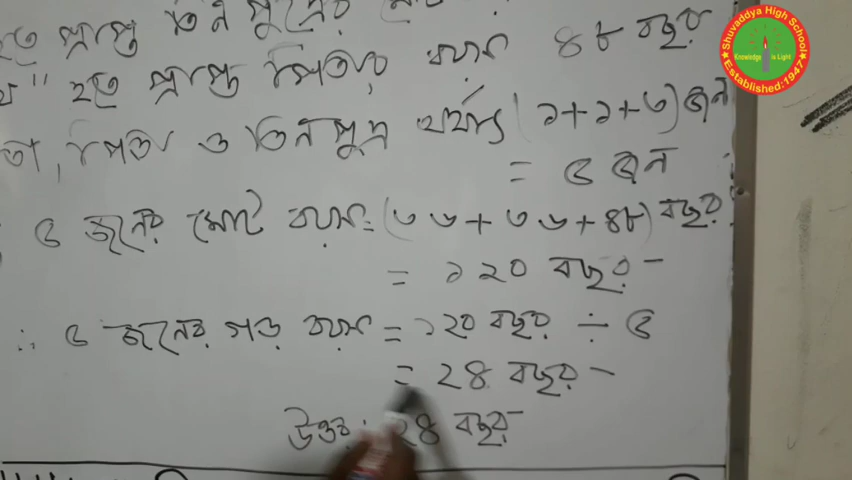 হতে প্রাপ্ত তিন পুত্রের
খ" হতে প্রাপ্ত পিতার বয়স ৪৮ বছর
পিতা ও তিন পুত্র অর্থাৎ (১+১+৩) জন
= ৫ জন
৫ জনের মোট বয়স = (৩৬+৩৬+৪৮) বছর
= ১২০ বছর
∴ ৫ জনের গড় বয়স = ১২০ বছর ÷ ৫
= ২৪ বছর
উত্তর: ২৪ বছর
Shuvaddya High School
Knowledge is Light
Established:1947